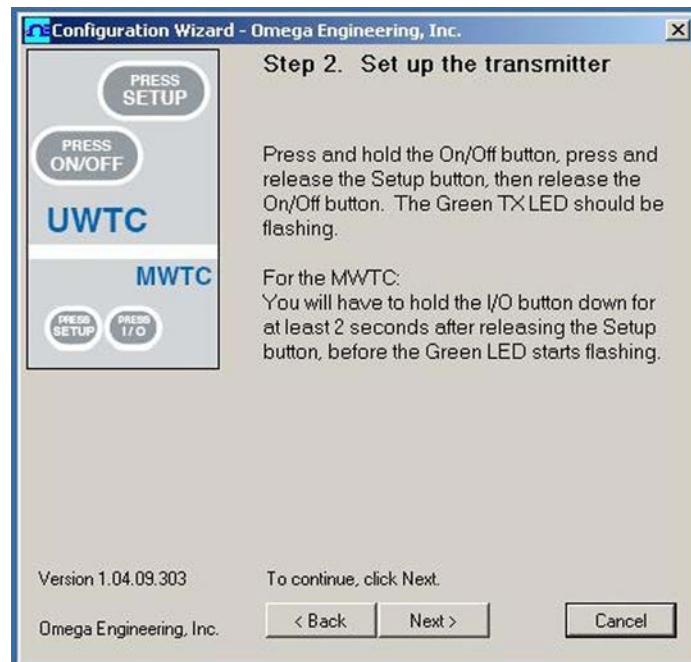 Configuration Wizard - Omega Engineering, Inc.
PRESS
SETUP
PRESS
ON/OFF
UWTC
MWTC
PRESS
SETUP
PRESS
I/O
Step 2. Set up the transmitter
Press and hold the On/Off button, press and
release the Setup button, then release the
On/Off button. The Green TX LED should be
flashing.
For the MWTC:
You will have to hold the I/O button down for
at least 2 seconds after releasing the Setup
button, before the Green LED starts flashing.
Version 1.04.09.303
To continue, click Next.
Omega Engineering, Inc.
< Back
Next >
Cancel